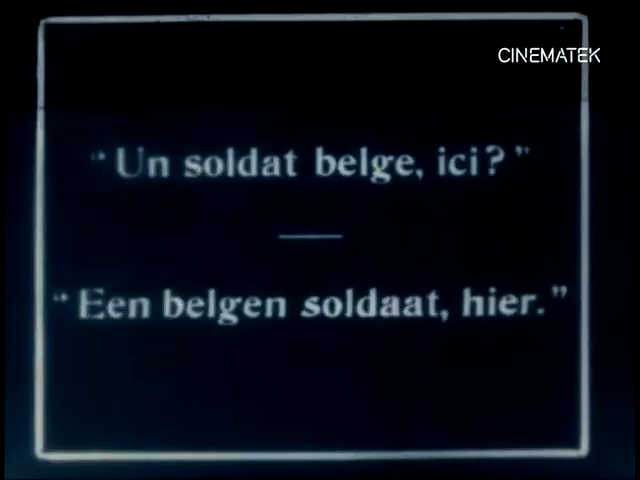 CINEMATEK
“Un soldat belge, ici?”
“Een belgen soldaat, hier.”